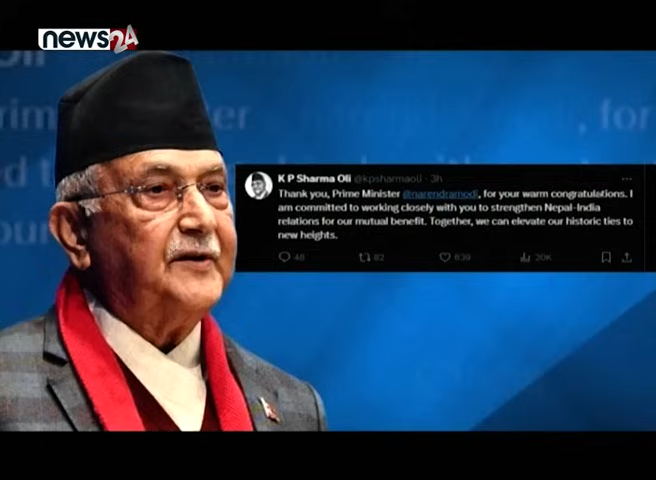 news24
K P Sharma Oli @kpsharmaoli · 3h
Thank you, Prime Minister @narendramodi, for your warm congratulations. I
am committed to working closely with you to strengthen Nepal-India
relations for our mutual benefit. Together, we can elevate our historic ties to
new heights.
82 639 20K